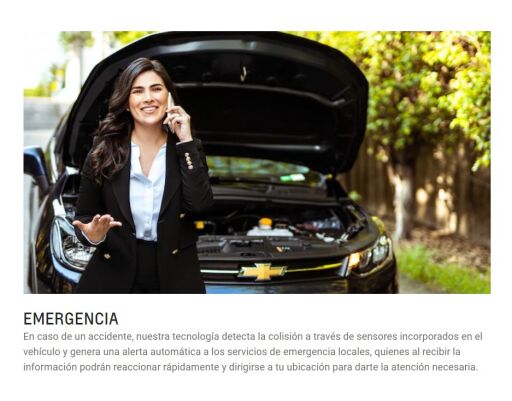 EMERGENCIA
En caso de un accidente, nuestra tecnología detecta la colisión a través de sensores incorporados en el
vehículo y genera una alerta automática a los servicios de emergencia locales, quienes al recibir la
información podrán reaccionar rápidamente y dirigirse a tu ubicación para darte la atención necesaria.